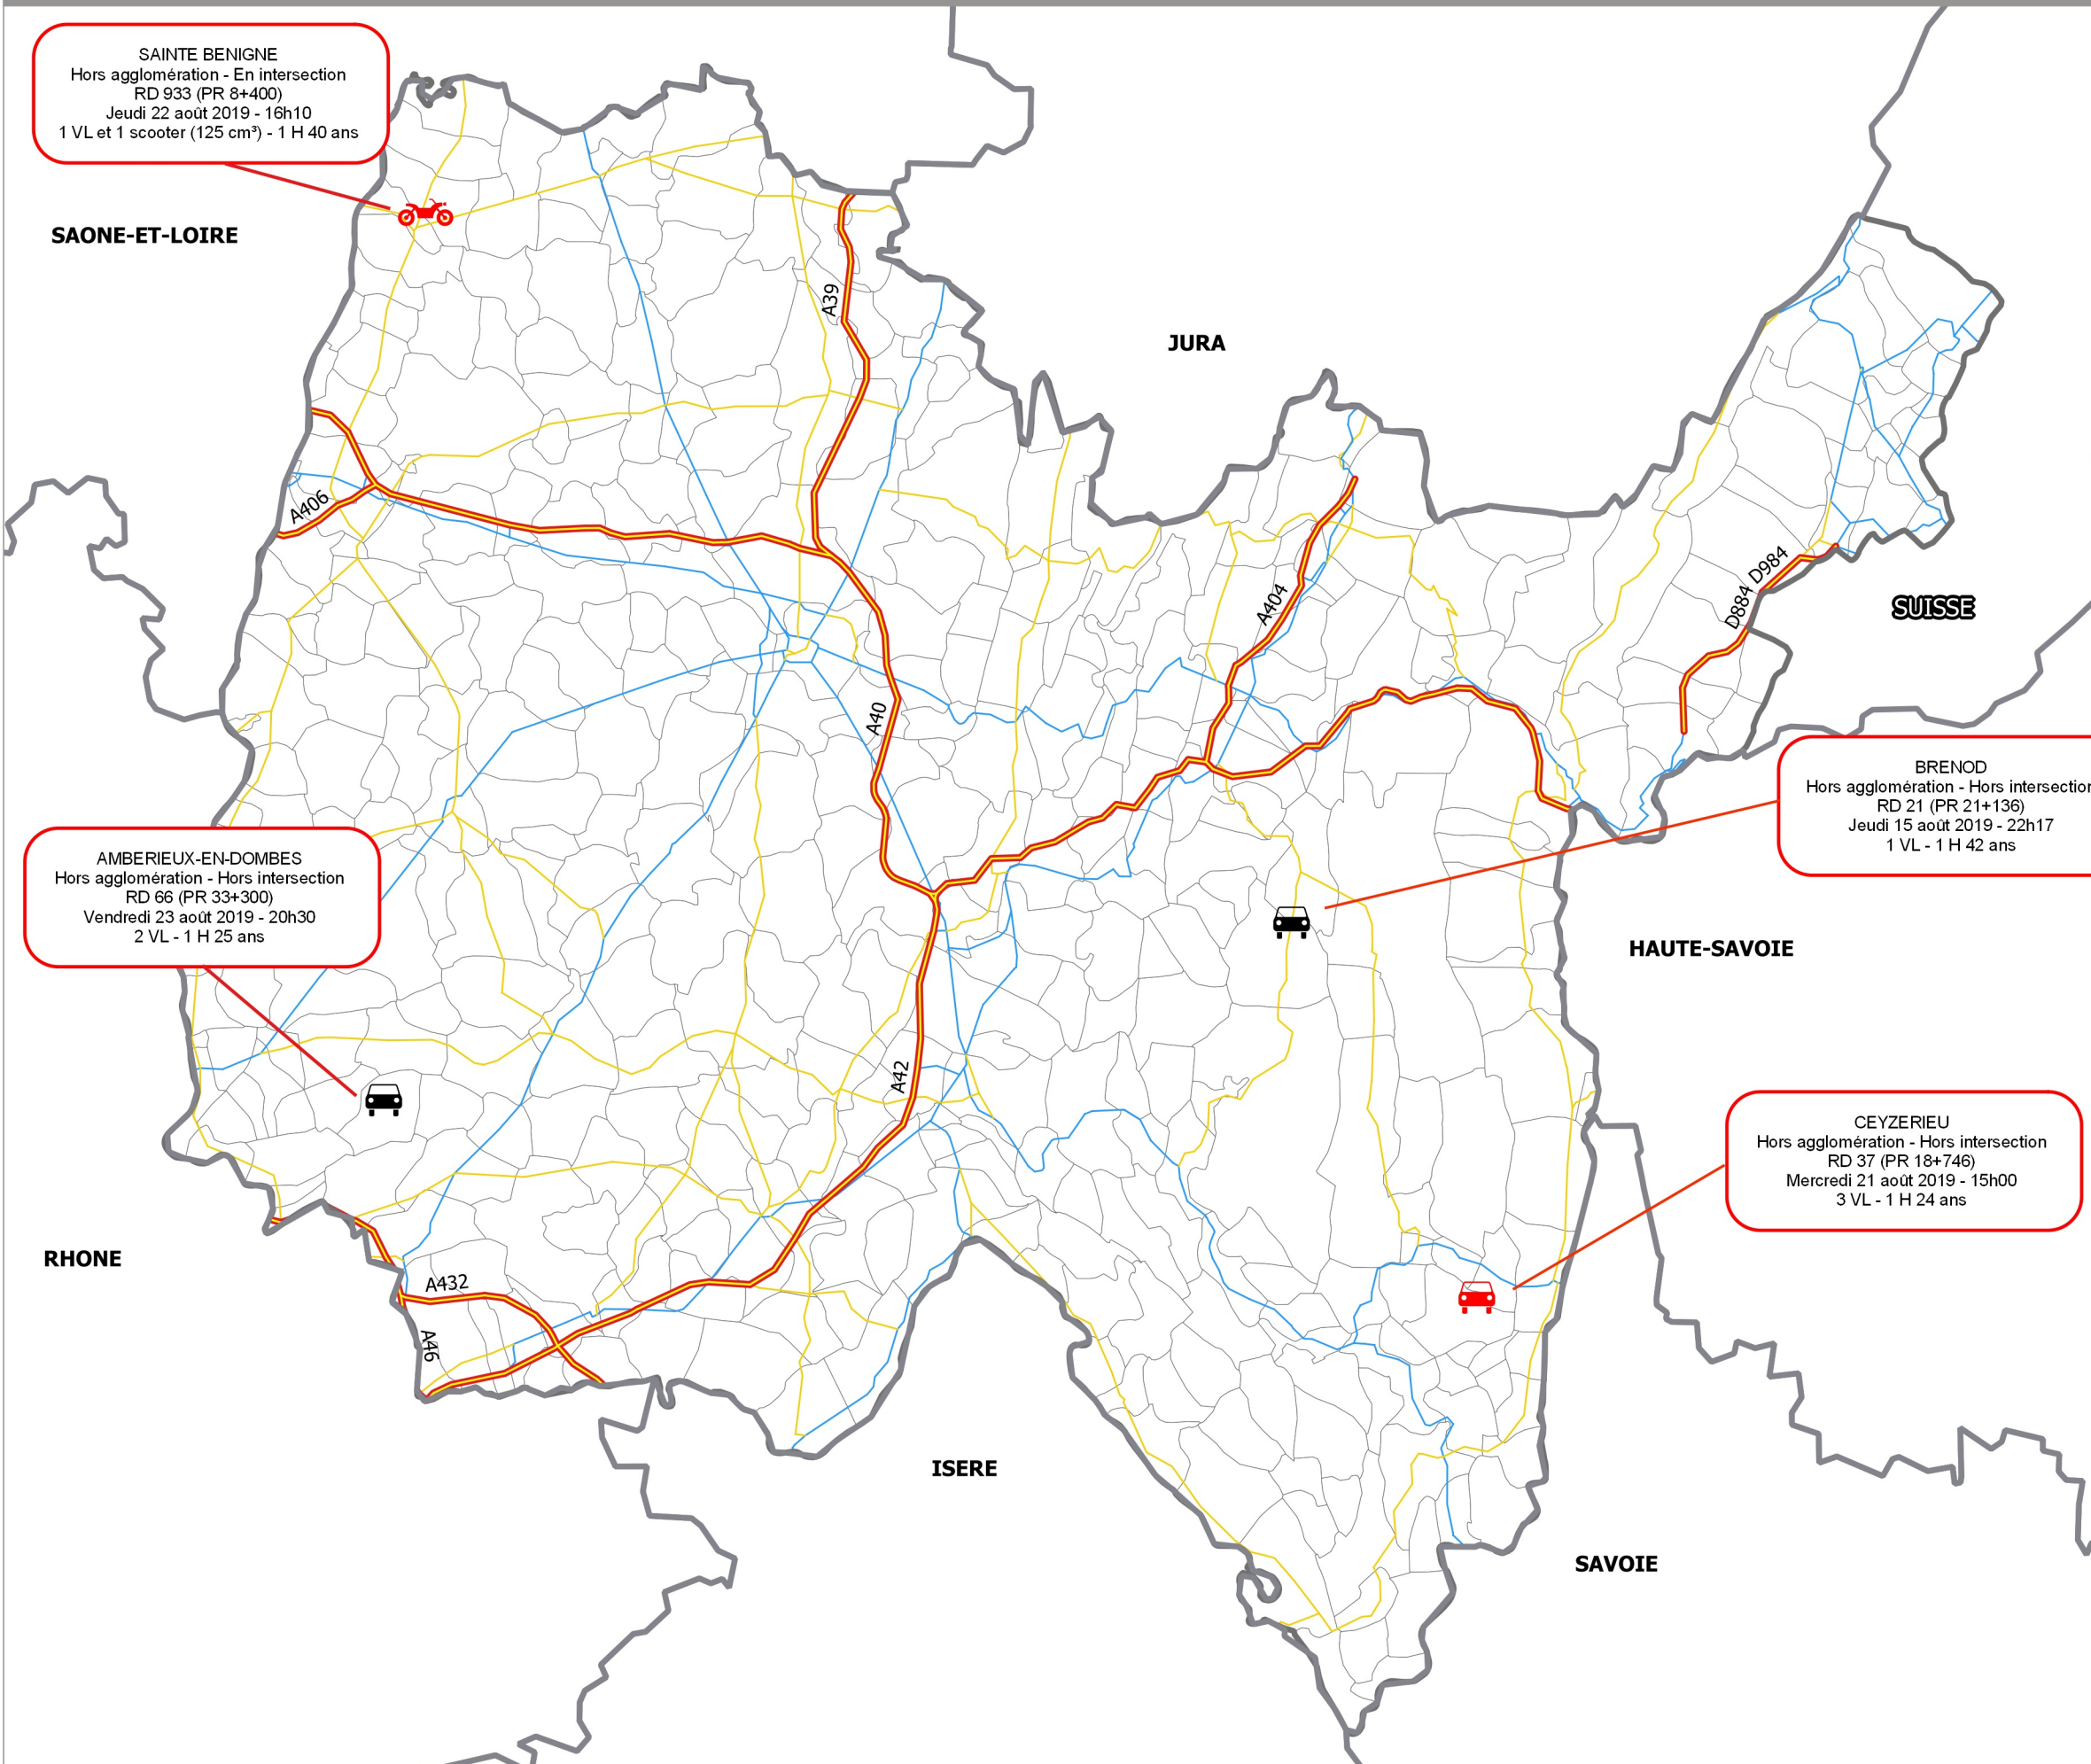 SAINTE BENIGNE
Hors agglomération - En intersection
RD 933 (PR 8+400)
Jeudi 22 août 2019 - 16h10
1 VL et 1 scooter (125 cm³) - 1 H 40 ans
SAONE-ET-LOIRE
A39
JURA
A406
A404
D984
D884
SUISSE
A40
BRENOD
Hors agglomération - Hors intersection
RD 21 (PR 21+136)
Jeudi 15 août 2019 - 22h17
1 VL - 1 H 42 ans
AMBERIEUX-EN-DOMBES
Hors agglomération - Hors intersection
RD 66 (PR 33+300)
Vendredi 23 août 2019 - 20h30
2 VL - 1 H 25 ans
HAUTE-SAVOIE
A42
CEYZERIEU
Hors agglomération - Hors intersection
RD 37 (PR 18+746)
Mercredi 21 août 2019 - 15h00
3 VL - 1 H 24 ans
RHONE
A432
A46
ISERE
SAVOIE